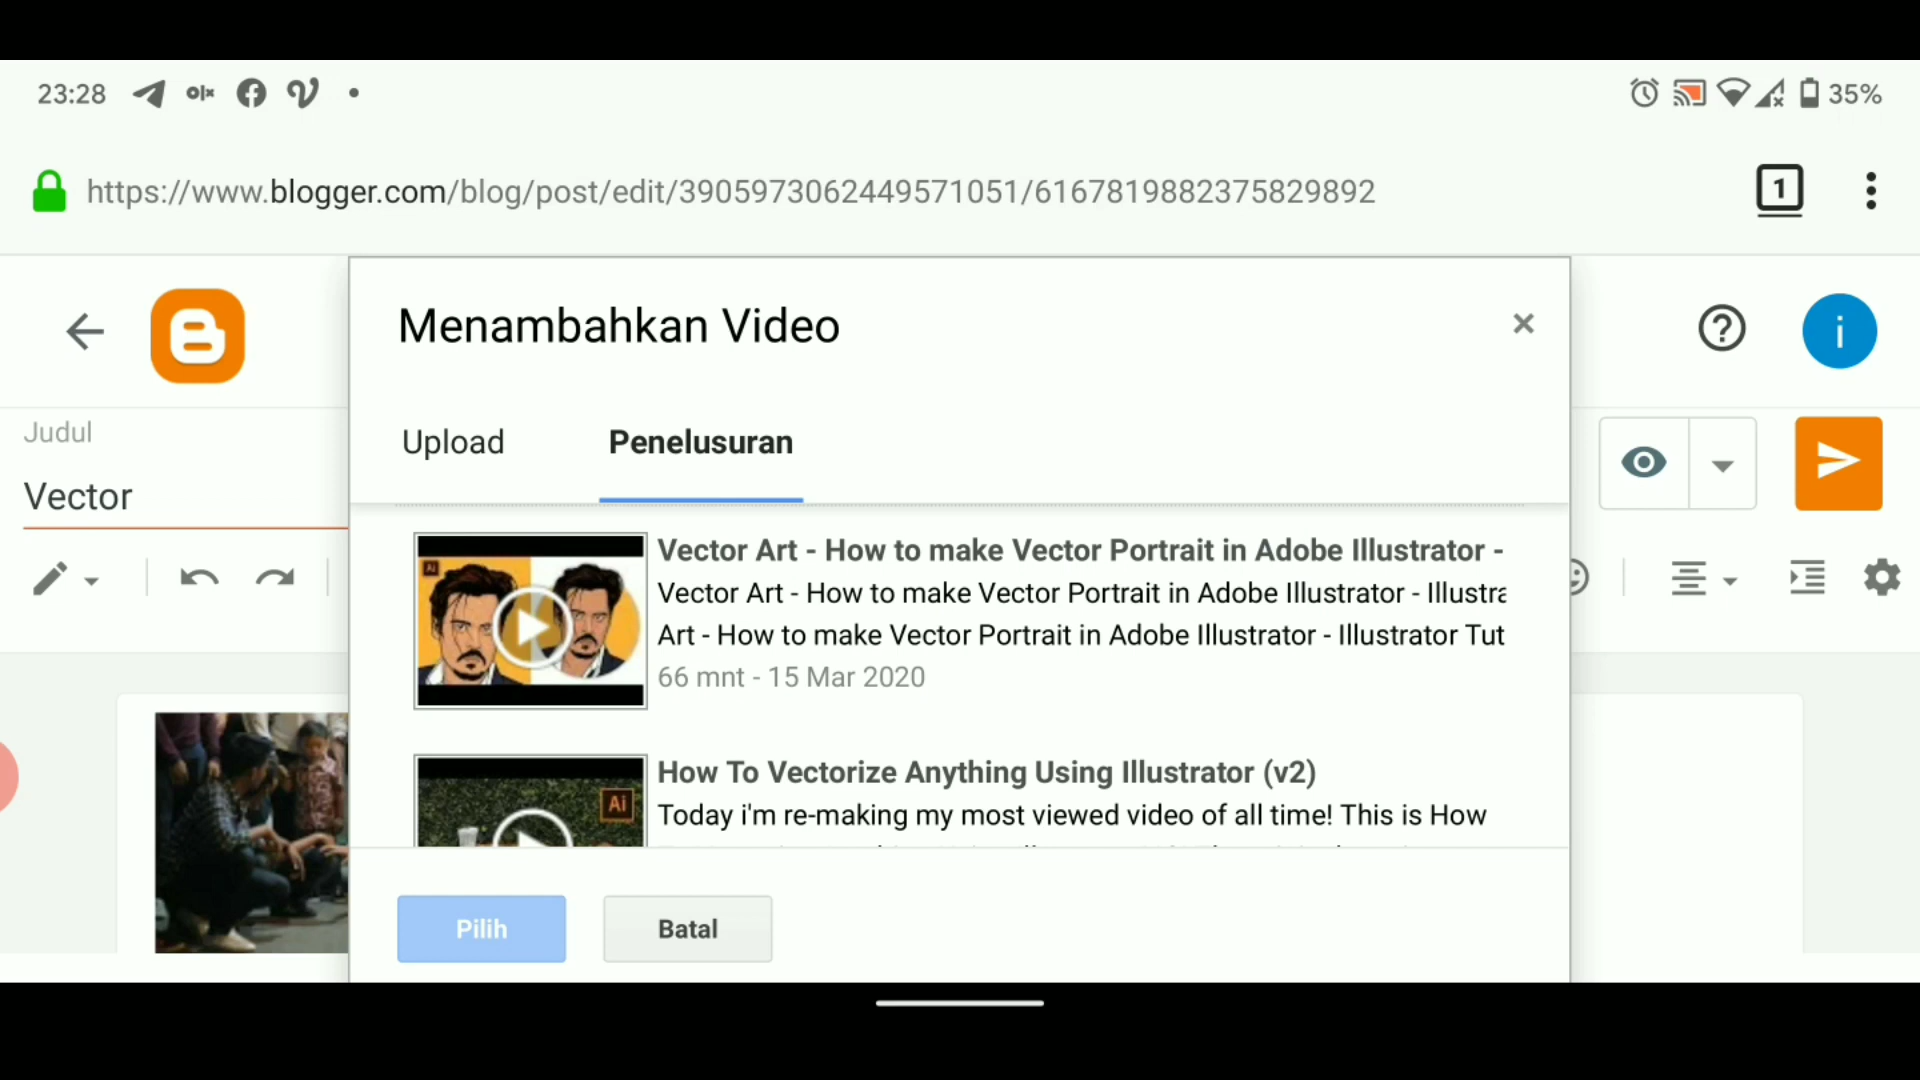 23:28
olx
35%
https://www.blogger.com/blog/post/edit/3905973062449571051/6167819882375829892
1
Menambahkan Video
i
Upload
Penelusuran
Judul
Vector
Ai
Vector Art - How to make Vector Portrait in Adobe Illustrator -
Vector Art - How to make Vector Portrait in Adobe Illustrator - Illustra
Art - How to make Vector Portrait in Adobe Illustrator - Illustrator Tut
66 mnt - 15 Mar 2020
Ai
How To Vectorize Anything Using Illustrator (v2)
Today i'm re-making my most viewed video of all time! This is How
Pilih
Batal